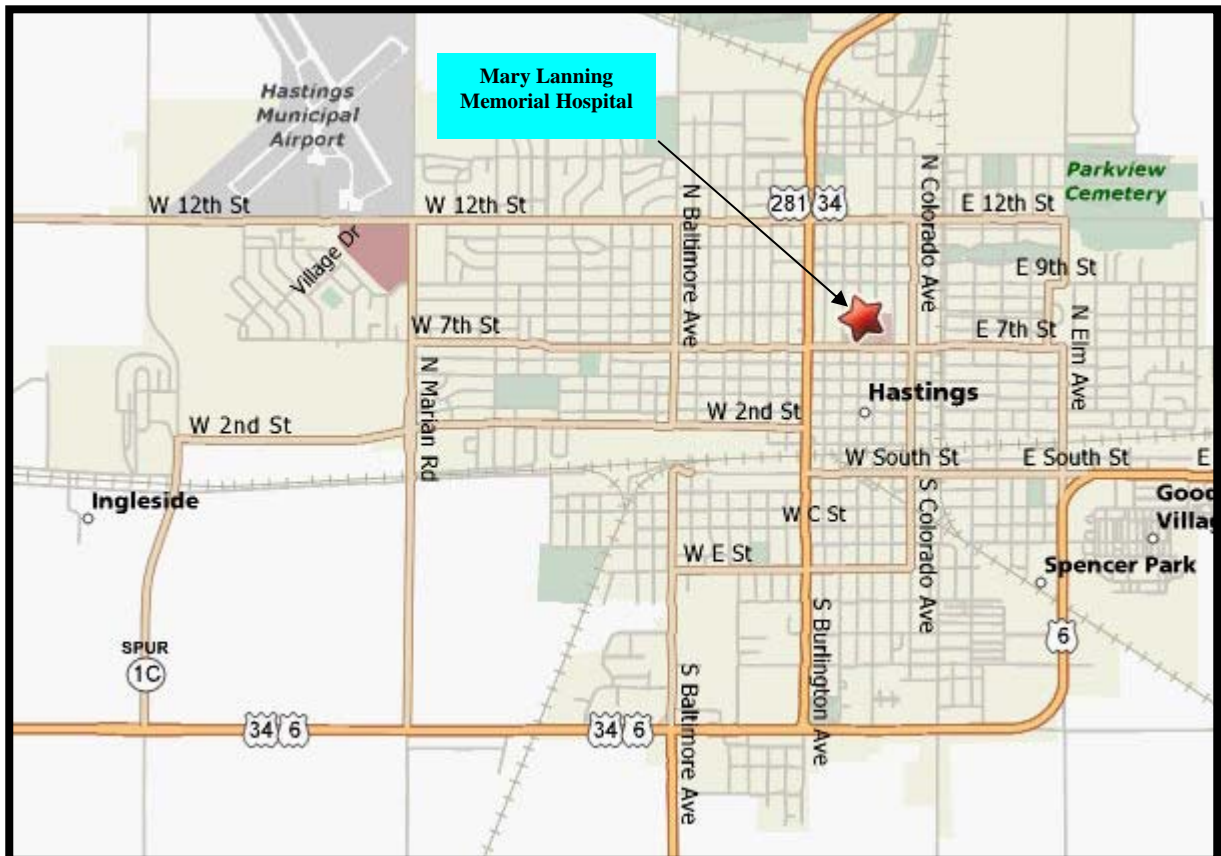 Mary Lanning
Memorial Hospital
Hastings
Municipal
Airport
Parkview
Cemetery
W 12th St
W 12th St
281
34
E 12th St
N Baltimore Ave
N Colorado Ave
Village Dr
E 9th St
W 7th St
E 7th St
N Elm Ave
N Marian Rd
Hastings
W 2nd St
W 2nd St
W South St
E South St
E
Ingleside
W C St
S Colorado Ave
Good
Villag
W E St
Spencer Park
S Burlington Ave
6
SPUR
1C
S Baltimore Ave
34
6
34
6